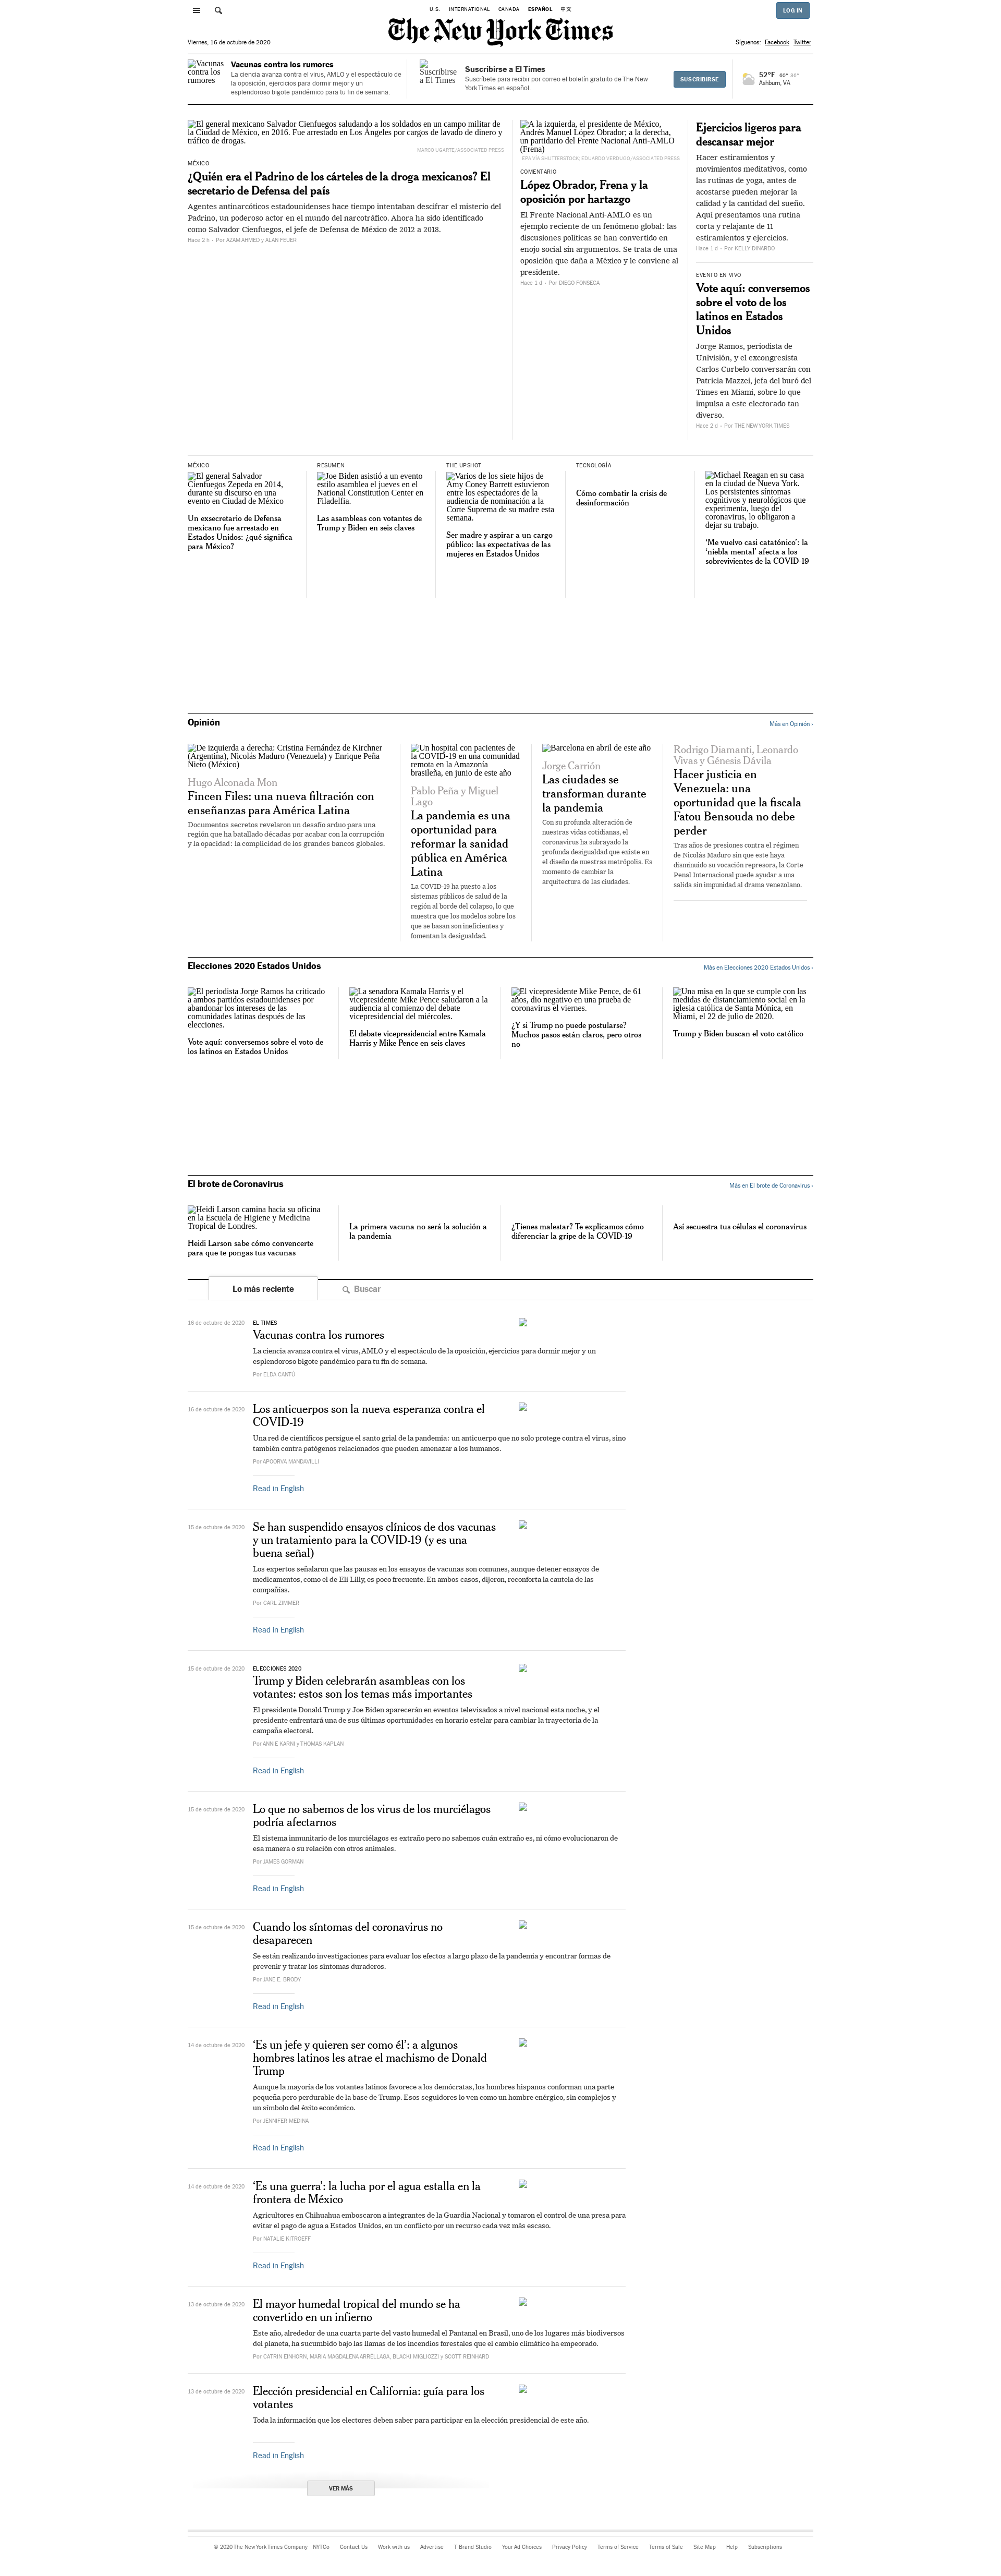 U.S. INTERNATIONAL CANADA ESPAÑOL 中文
LOG IN
The New York Times
Viernes, 16 de octubre de 2020
Síguenos: Facebook Twitter
Vacunas contra los rumores
Vacunas contra los rumores
La ciencia avanza contra el virus, AMLO y el espectáculo de
la oposición, ejercicios para dormir mejor y un
esplendoroso bigote pandémico para tu fin de semana.
Suscribirse a El Times
Suscribirse a El Times
Suscríbete para recibir por correo el boletín gratuito de The New
York Times en español.
SUSCRIBIRSE
52°F 60° 39°
Ashburn, VA
El general mexicano Salvador Cienfuegos saludando a los soldados en un campo militar de
la Ciudad de México, en 2016. Fue arrestado en Los Ángeles por cargos de lavado de dinero y
tráfico de drogas.
MARCO UGARTE/ASSOCIATED PRESS
MÉXICO
¿Quién era el Padrino de los cárteles de la droga mexicanos? El
secretario de Defensa del país
Agentes antinarcóticos estadounidenses hace tiempo intentaban descifrar el misterio del
Padrino, un poderoso actor en el mundo del narcotráfico. Ahora ha sido identificado
como Salvador Cienfuegos, el jefe de Defensa de México de 2012 a 2018.
Hace 2 h - Por AZAM AHMED y ALAN FEUER
A la izquierda, el presidente de México,
Andrés Manuel López Obrador; a la derecha,
un partidario del Frente Nacional Anti-AMLO
(Frena)
EPA VÍA SHUTTERSTOCK; EDUARDO VERDUGO/ASSOCIATED PRESS
COMENTARIO
López Obrador, Frena y la
oposición por hartazgo
El Frente Nacional Anti-AMLO es un
ejemplo reciente de un fenómeno global: las
discusiones políticas se han convertido en
enojo social sin argumentos. Se trata de una
oposición que daña a México y le conviene al
presidente.
Hace 1 d - Por DIEGO FONSECA
Ejercicios ligeros para
descansar mejor
Hacer estiramientos y
movimientos meditativos, como
las rutinas de yoga, antes de
acostarse pueden mejorar la
calidad y la cantidad del sueño.
Aquí presentamos una rutina
corta y relajante de 11
estiramientos y ejercicios.
Hace 1 d - Por KELLY DINARDO
EVENTO EN VIVO
Vote aquí: conversemos
sobre el voto de los
latinos en Estados
Unidos
Jorge Ramos, periodista de
Univisión, y el excongresista
Carlos Curbelo conversarán con
Patricia Mazzei, jefa del buró del
Times en Miami, sobre lo que
impulsa a este electorado tan
diverso.
Hace 2 d - Por THE NEW YORK TIMES
MÉXICO
El general Salvador
Cienfuegos Zepeda en 2014,
durante su discurso en una
evento en Ciudad de México
Un exsecretario de Defensa
mexicano fue arrestado en
Estados Unidos: ¿qué significa
para México?
RESUMEN
Joe Biden asistió a un evento
estilo asamblea el jueves en el
National Constitution Center en
Filadelfia.
Las asambleas con votantes de
Trump y Biden en seis claves
THE UPSHOT
Varios de los siete hijos de
Amy Coney Barrett estuvieron
entre los espectadores de la
audiencia de nominación a la
Corte Suprema de su madre esta
semana.
Ser madre y aspirar a un cargo
público: las expectativas de las
mujeres en Estados Unidos
TECNOLOGÍA
Cómo combatir la crisis de
desinformación
Michael Reagan en su casa
en la ciudad de Nueva York.
Los persistentes síntomas
cognitivos y neurológicos que
experimenta, luego del
coronavirus, lo obligaron a
dejar su trabajo.
‘Me vuelvo casi catatónico’: la
‘niebla mental’ afecta a los
sobrevivientes de la COVID-19
Opinión
Más en Opinión ›
De izquierda a derecha: Cristina Fernández de Kirchner
(Argentina), Nicolás Maduro (Venezuela) y Enrique Peña
Nieto (México)
Hugo Alconada Mon
Fincen Files: una nueva filtración con
enseñanzas para América Latina
Documentos secretos revelaron un desafío arduo para una
región que ha batallado décadas por acabar con la corrupción
y la opacidad: la complicidad de los grandes bancos globales.
Un hospital con pacientes de
la COVID-19 en una comunidad
remota en la Amazonía
brasileña, en junio de este año
Pablo Peña y Miguel
Lago
La pandemia es una
oportunidad para
reformar la sanidad
pública en América
Latina
La COVID-19 ha puesto a los
sistemas públicos de salud de la
región al borde del colapso, lo que
muestra que los modelos sobre los
que se basan son ineficientes y
fomentan la desigualdad.
Barcelona en abril de este año
Jorge Carrión
Las ciudades se
transforman durante
la pandemia
Con su profunda alteración de
nuestras vidas cotidianas, el
coronavirus ha subrayado la
profunda desigualdad que existe en
el diseño de nuestras metrópolis. Es
momento de cambiar la
arquitectura de las ciudades.
Rodrigo Diamanti, Leonardo
Vivas y Génesis Dávila
Hacer justicia en
Venezuela: una
oportunidad que la fiscala
Fatou Bensouda no debe
perder
Tras años de presiones contra el régimen
de Nicolás Maduro sin que este haya
disminuido su vocación represora, la Corte
Penal Internacional puede ayudar a una
salida sin impunidad al drama venezolano.
Elecciones 2020 Estados Unidos
Más en Elecciones 2020 Estados Unidos ›
El periodista Jorge Ramos ha criticado
a ambos partidos estadounidenses por
abandonar los intereses de las
comunidades latinas después de las
elecciones.
Vote aquí: conversemos sobre el voto de
los latinos en Estados Unidos
La senadora Kamala Harris y el
vicepresidente Mike Pence saludaron a la
audiencia al comienzo del debate
vicepresidencial del miércoles.
El debate vicepresidencial entre Kamala
Harris y Mike Pence en seis claves
El vicepresidente Mike Pence, de 61
años, dio negativo en una prueba de
coronavirus el viernes.
¿Y si Trump no puede postularse?
Muchos pasos están claros, pero otros
no
Una misa en la que se cumple con las
medidas de distanciamiento social en la
iglesia católica de Santa Mónica, en
Miami, el 22 de julio de 2020.
Trump y Biden buscan el voto católico
El brote de Coronavirus
Más en El brote de Coronavirus ›
Heidi Larson camina hacia su oficina
en la Escuela de Higiene y Medicina
Tropical de Londres.
Heidi Larson sabe cómo convencerte
para que te pongas tus vacunas
La primera vacuna no será la solución a
la pandemia
¿Tienes malestar? Te explicamos cómo
diferenciar la gripe de la COVID-19
Así secuestra tus células el coronavirus
Lo más reciente
Buscar
16 de octubre de 2020
EL TIMES
Vacunas contra los rumores
La ciencia avanza contra el virus, AMLO y el espectáculo de la oposición, ejercicios para dormir mejor y un
esplendoroso bigote pandémico para tu fin de semana.
Por ELDA CANTÚ
16 de octubre de 2020
Los anticuerpos son la nueva esperanza contra el
COVID-19
Una red de científicos persigue el santo grial de la pandemia: un anticuerpo que no solo protege contra el virus, sino
también contra patógenos relacionados que pueden amenazar a los humanos.
Por APOORVA MANDAVILLI
Read in English
15 de octubre de 2020
Se han suspendido ensayos clínicos de dos vacunas
y un tratamiento para la COVID-19 (y es una
buena señal)
Los expertos señalaron que las pausas en los ensayos de vacunas son comunes, aunque detener ensayos de
medicamentos, como el de Eli Lilly, es poco frecuente. En ambos casos, dijeron, reconforta la cautela de las
compañías.
Por CARL ZIMMER
Read in English
15 de octubre de 2020
ELECCIONES 2020
Trump y Biden celebrarán asambleas con los
votantes: estos son los temas más importantes
El presidente Donald Trump y Joe Biden aparecerán en eventos televisados a nivel nacional esta noche, y el
presidente enfrentará una de sus últimas oportunidades en horario estelar para cambiar la trayectoria de la
campaña electoral.
Por ANNIE KARNI y THOMAS KAPLAN
Read in English
15 de octubre de 2020
Lo que no sabemos de los virus de los murciélagos
podría afectarnos
El sistema inmunitario de los murciélagos es extraño pero no sabemos cuán extraño es, ni cómo evolucionaron de
esa manera o su relación con otros animales.
Por JAMES GORMAN
Read in English
15 de octubre de 2020
Cuando los síntomas del coronavirus no
desaparecen
Se están realizando investigaciones para evaluar los efectos a largo plazo de la pandemia y encontrar formas de
prevenir y tratar los síntomas duraderos.
Por JANE E. BRODY
Read in English
14 de octubre de 2020
‘Es un jefe y quieren ser como él’: a algunos
hombres latinos les atrae el machismo de Donald
Trump
Aunque la mayoría de los votantes latinos favorece a los demócratas, los hombres hispanos conforman una parte
pequeña pero perdurable de la base de Trump. Esos seguidores lo ven como un hombre enérgico, sin complejos y
un símbolo del éxito económico.
Por JENNIFER MEDINA
Read in English
14 de octubre de 2020
‘Es una guerra’: la lucha por el agua estalla en la
frontera de México
Agricultores en Chihuahua emboscaron a integrantes de la Guardia Nacional y tomaron el control de una presa para
evitar el pago de agua a Estados Unidos, en un conflicto por un recurso cada vez más escaso.
Por NATALIE KITROEFF
Read in English
13 de octubre de 2020
El mayor humedal tropical del mundo se ha
convertido en un infierno
Este año, alrededor de una cuarta parte del vasto humedal el Pantanal en Brasil, uno de los lugares más biodiversos
del planeta, ha sucumbido bajo las llamas de los incendios forestales que el cambio climático ha empeorado.
Por CATRIN EINHORN, MARIA MAGDALENA ARRÉLLAGA, BLACKI MIGLIOZZI y SCOTT REINHARD
13 de octubre de 2020
Elección presidencial en California: guía para los
votantes
Toda la información que los electores deben saber para participar en la elección presidencial de este año.
Read in English
VER MÁS
© 2020 The New York Times Company NYTCo Contact Us Work with us Advertise T Brand Studio Your Ad Choices Privacy Policy Terms of Service Terms of Sale Site Map Help Subscriptions